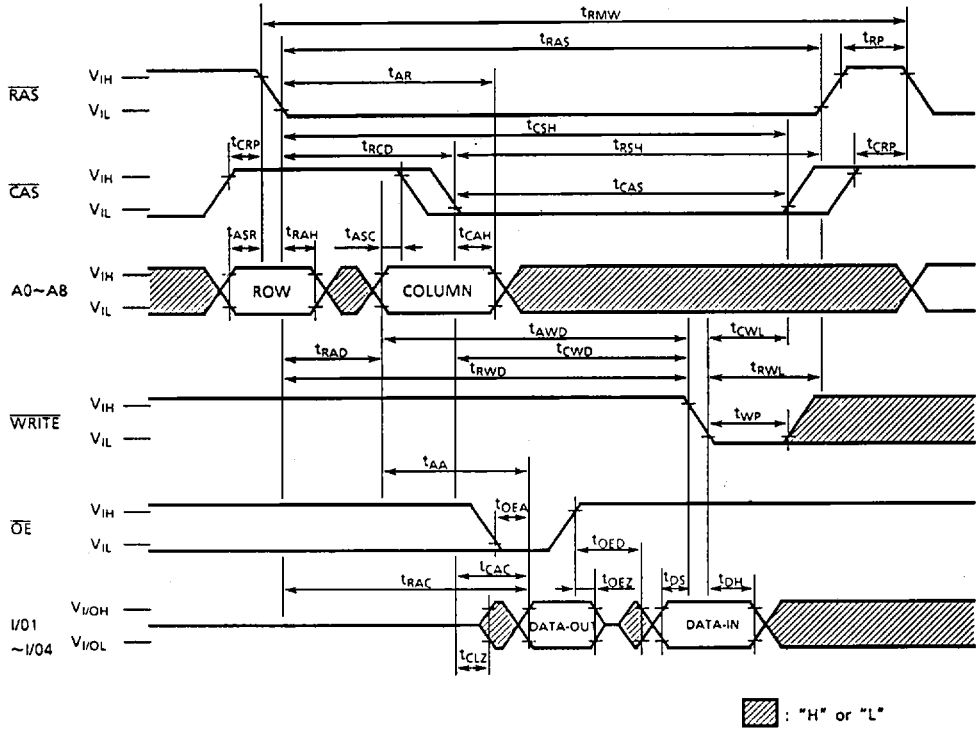 tRMW
tRAS
tRP
tAR
RAS
VIH
VIL
tCSH
tCRP
tRCD
tRSH
tCRP
CAS
VIH
VIL
tCAS
tASR
tRAH
tASC
tCAH
A0~A8
VIH
VIL
ROW
COLUMN
tAWD
tCWL
tRAD
tCWD
tRWD
tRWL
WRITE
VIH
VIL
tWP
tAA
OE
VIH
VIL
tOEA
tOED
tCAC
tRAC
tOEZ
tDS
tDH
I/01
~I/04
VI/OH
VI/OL
DATA-OUT
DATA-IN
tCLZ
: "H" or "L"